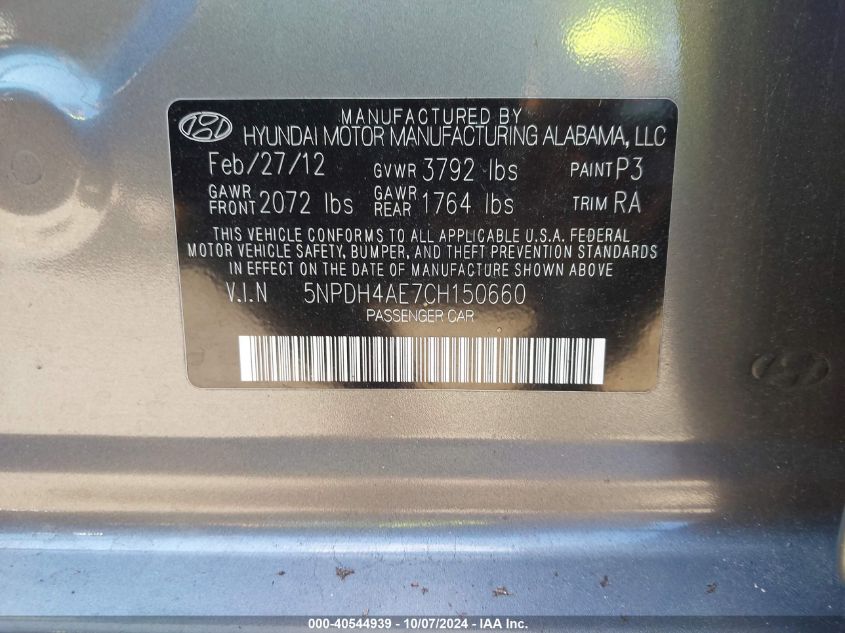 MANUFACTURED BY
HYUNDAI MOTOR MANUFACTURING ALABAMA, LLC
Feb/27/12 GVWR 3792 lbs PAINT P3
GAWR FRONT 2072 lbs GAWR REAR 1764 lbs TRIM RA
THIS VEHICLE CONFORMS TO ALL APPLICABLE U.S.A. FEDERAL
MOTOR VEHICLE SAFETY, BUMPER, AND THEFT PREVENTION STANDARDS
IN EFFECT ON THE DATE OF MANUFACTURE SHOWN ABOVE
V.I.N 5NPDH4AE7CH150660
PASSENGER CAR
000-40544939 - 10/07/2024 - © OPENLANE, INC.